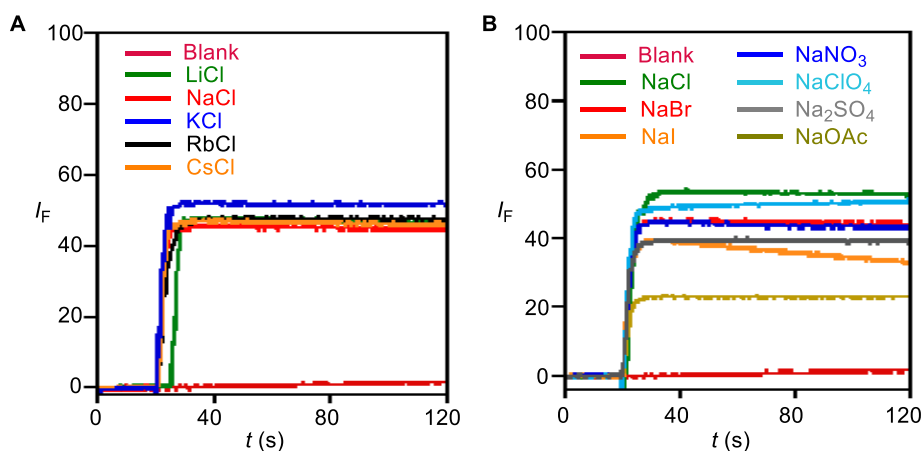 A
100
80
60
40
20
0
I_F
Blank
LiCl
NaCl
KCl
RbCl
CsCl
0
40
80
120
t (s)
B
100
80
60
40
20
0
I_F
Blank
NaCl
NaBr
NaI
NaNO₃
NaClO₄
Na₂SO₄
NaOAc
0
40
80
120
t (s)